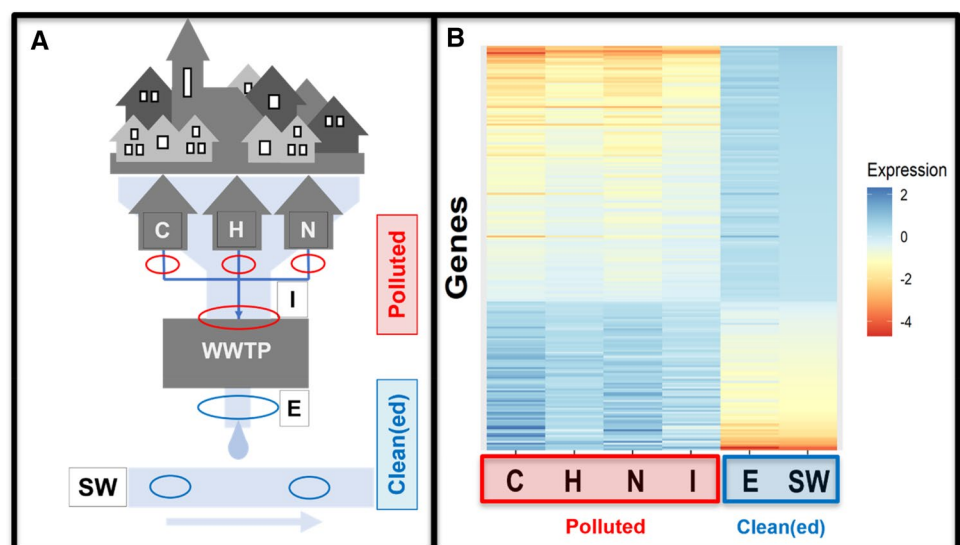 A
C
H
N
Polluted
I
WWTP
E
Clean(ed)
SW
B
Genes
Expression
2
0
-2
-4
C H N I E SW
Polluted Clean(ed)